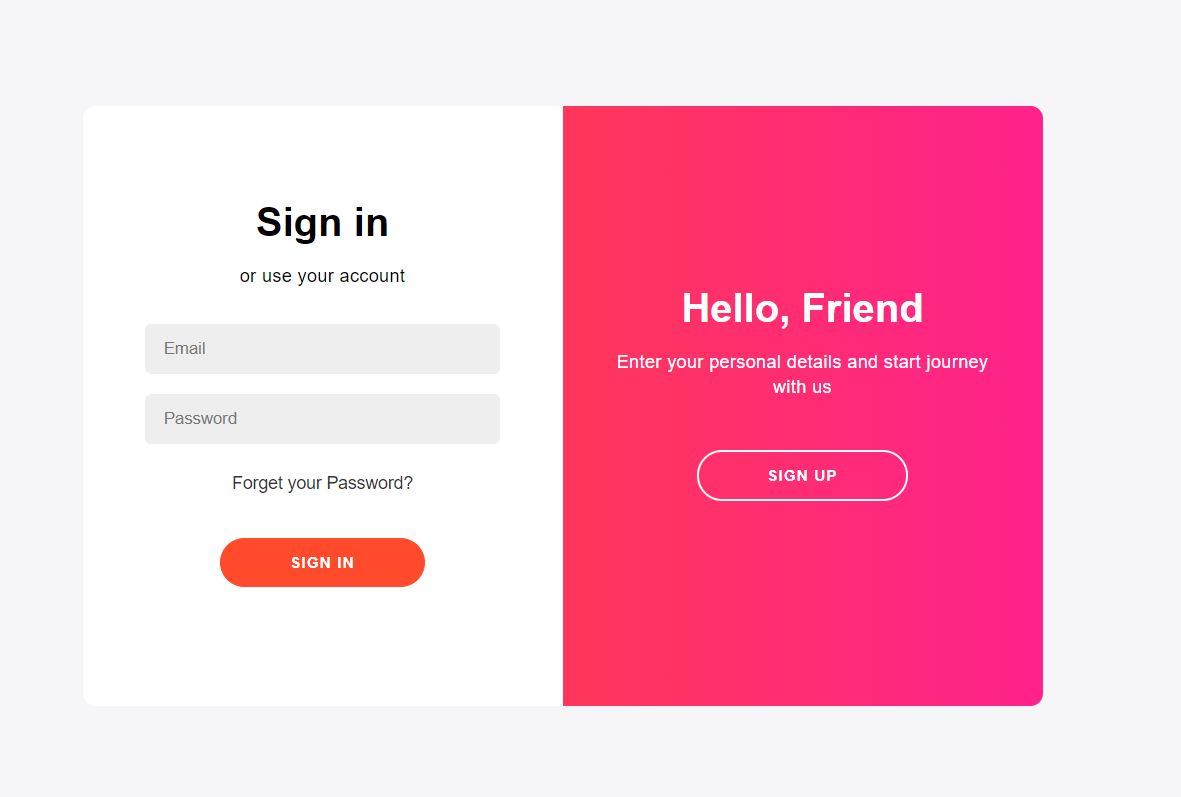 Sign in
or use your account
Email
Password
Forget your Password?
SIGN IN
Hello, Friend
Enter your personal details and start journey
with us
SIGN UP